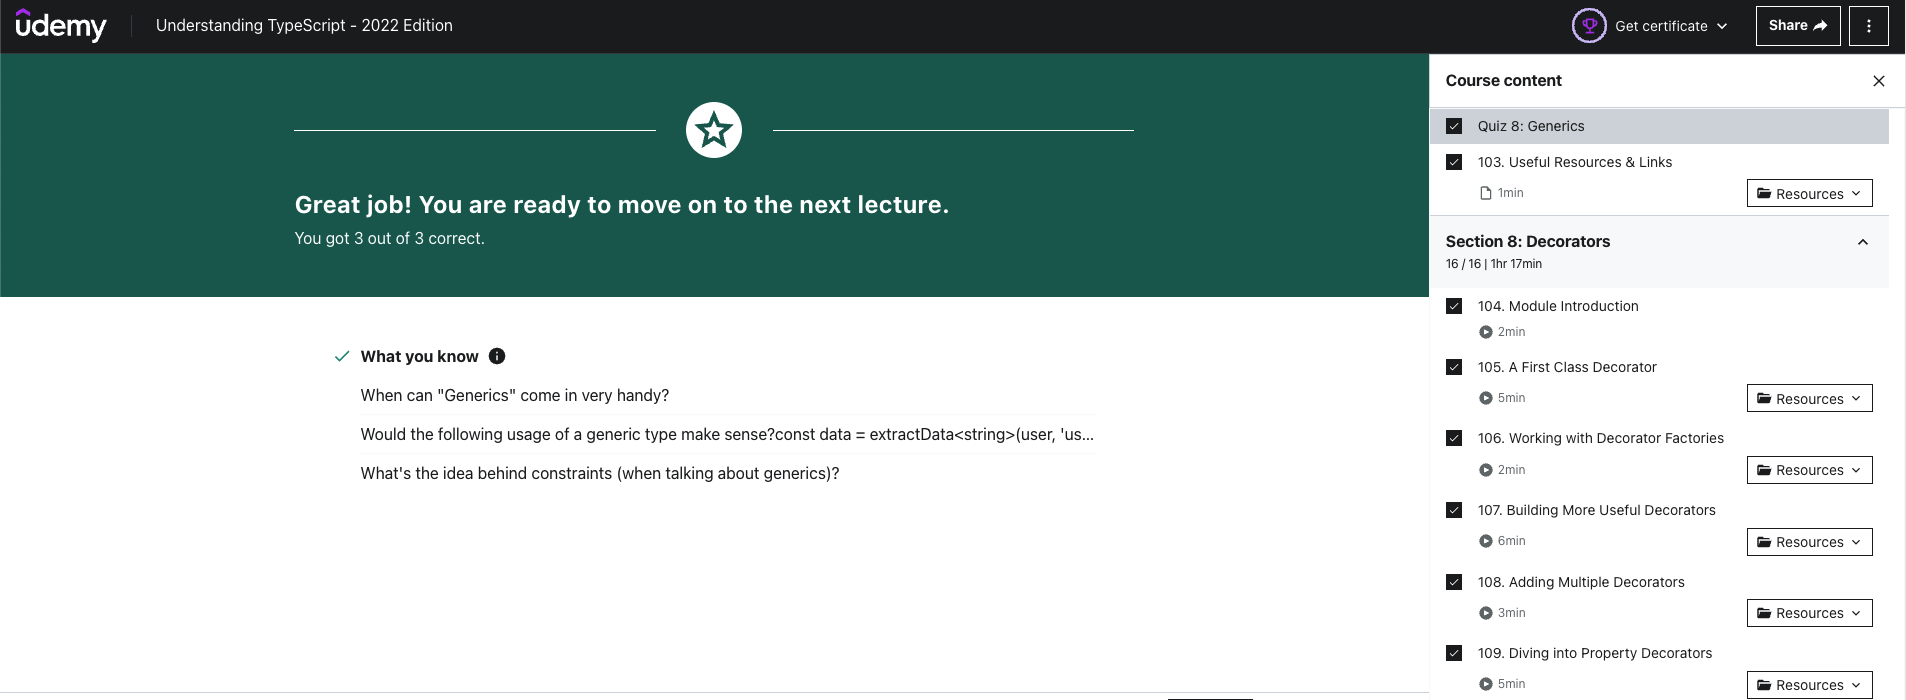 udemy
Understanding TypeScript - 2022 Edition
Get certificate
Share
Great job! You are ready to move on to the next lecture.
You got 3 out of 3 correct.
What you know
When can "Generics" come in very handy?
Would the following usage of a generic type make sense?const data = extractData<string>(user, 'us...
What's the idea behind constraints (when talking about generics)?
Course content
Quiz 8: Generics
103. Useful Resources & Links
1min
Resources
Section 8: Decorators
16 / 16 | 1hr 17min
104. Module Introduction
2min
105. A First Class Decorator
5min
Resources
106. Working with Decorator Factories
2min
Resources
107. Building More Useful Decorators
6min
Resources
108. Adding Multiple Decorators
3min
Resources
109. Diving into Property Decorators
5min
Resources